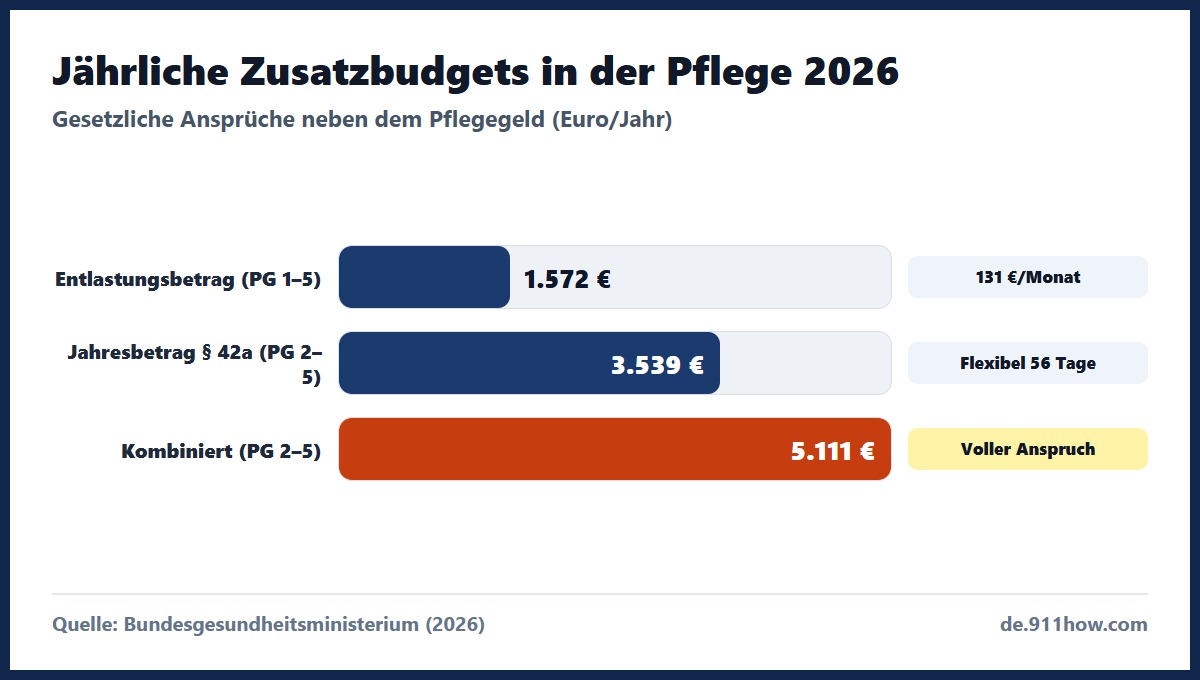 Jährliche Zusatzbudgets in der Pflege 2026
Gesetzliche Ansprüche neben dem Pflegegeld (Euro/Jahr)
Entlastungsbetrag (PG 1–5)
1.572 €
131 €/Monat
Jahresbetrag § 42a (PG 2–
5)
3.539 €
Flexibel 56 Tage
Kombiniert (PG 2–5)
5.111 €
Voller Anspruch
Quelle: Bundesgesundheitsministerium (2026)
de.911how.com